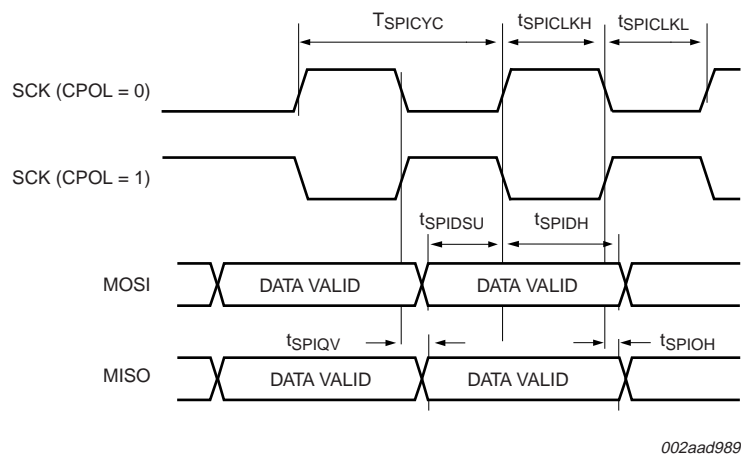 TSPICYC tSPICLKH tSPICLKL
SCK (CPOL = 0)
SCK (CPOL = 1)
tSPIDSU tSPIDH
MOSI DATA VALID DATA VALID
tSPIQV tSPIOH
MISO DATA VALID DATA VALID
002aad989